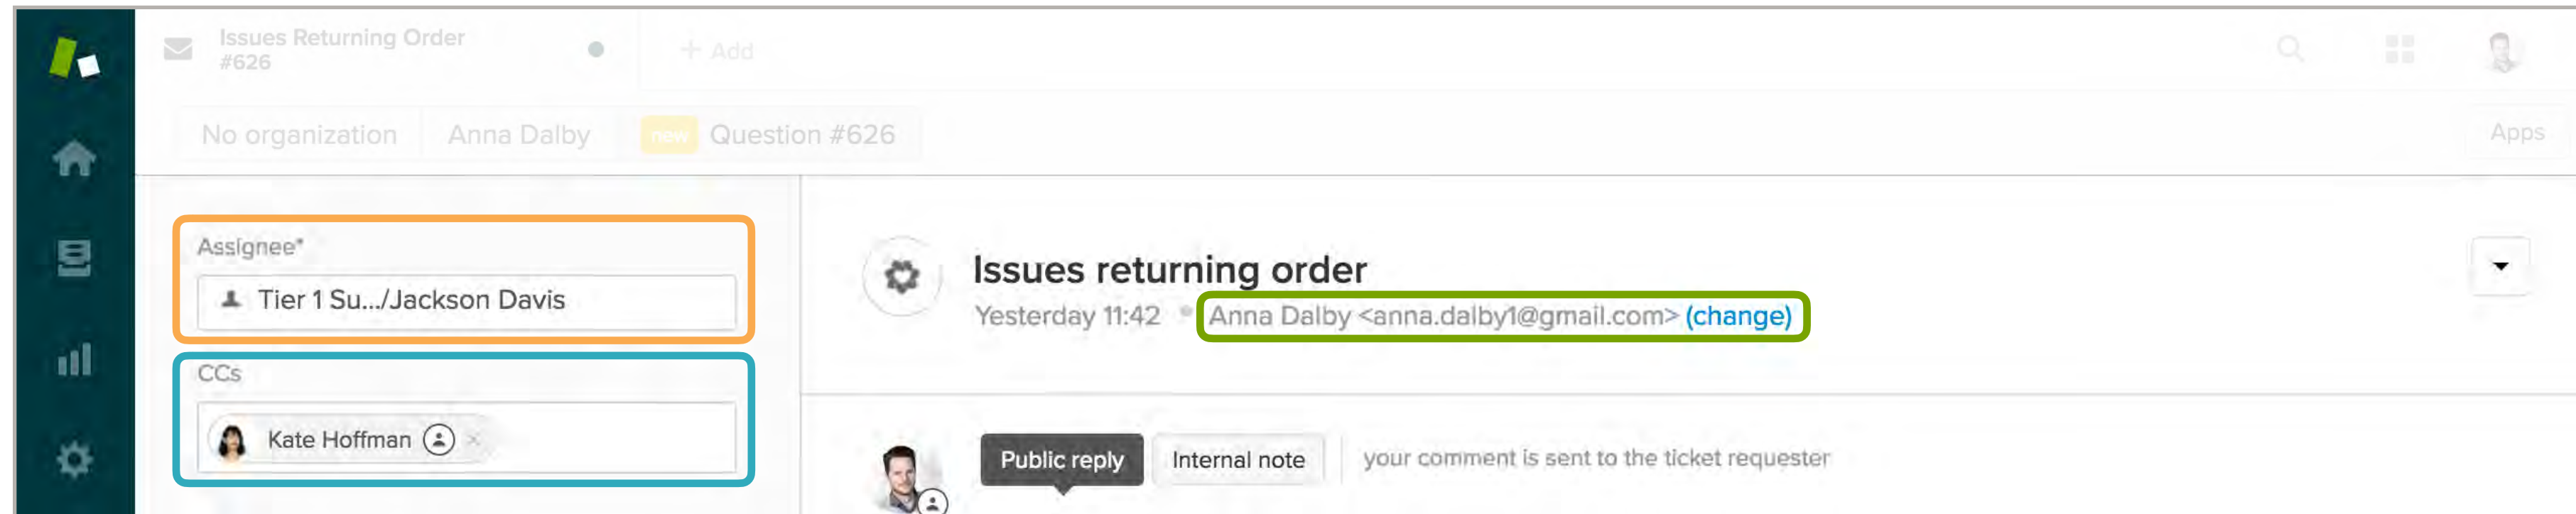 Issues Returning Order
#626
+ Add
No organization
Anna Dalby
new Question #626
Apps
Assignee*
Tier 1 Su.../Jackson Davis
CCs
Kate Hoffman ×
Issues returning order
Yesterday 11:42 • Anna Dalby <anna.dalby1@gmail.com> (change)
Public reply
Internal note
your comment is sent to the ticket requester